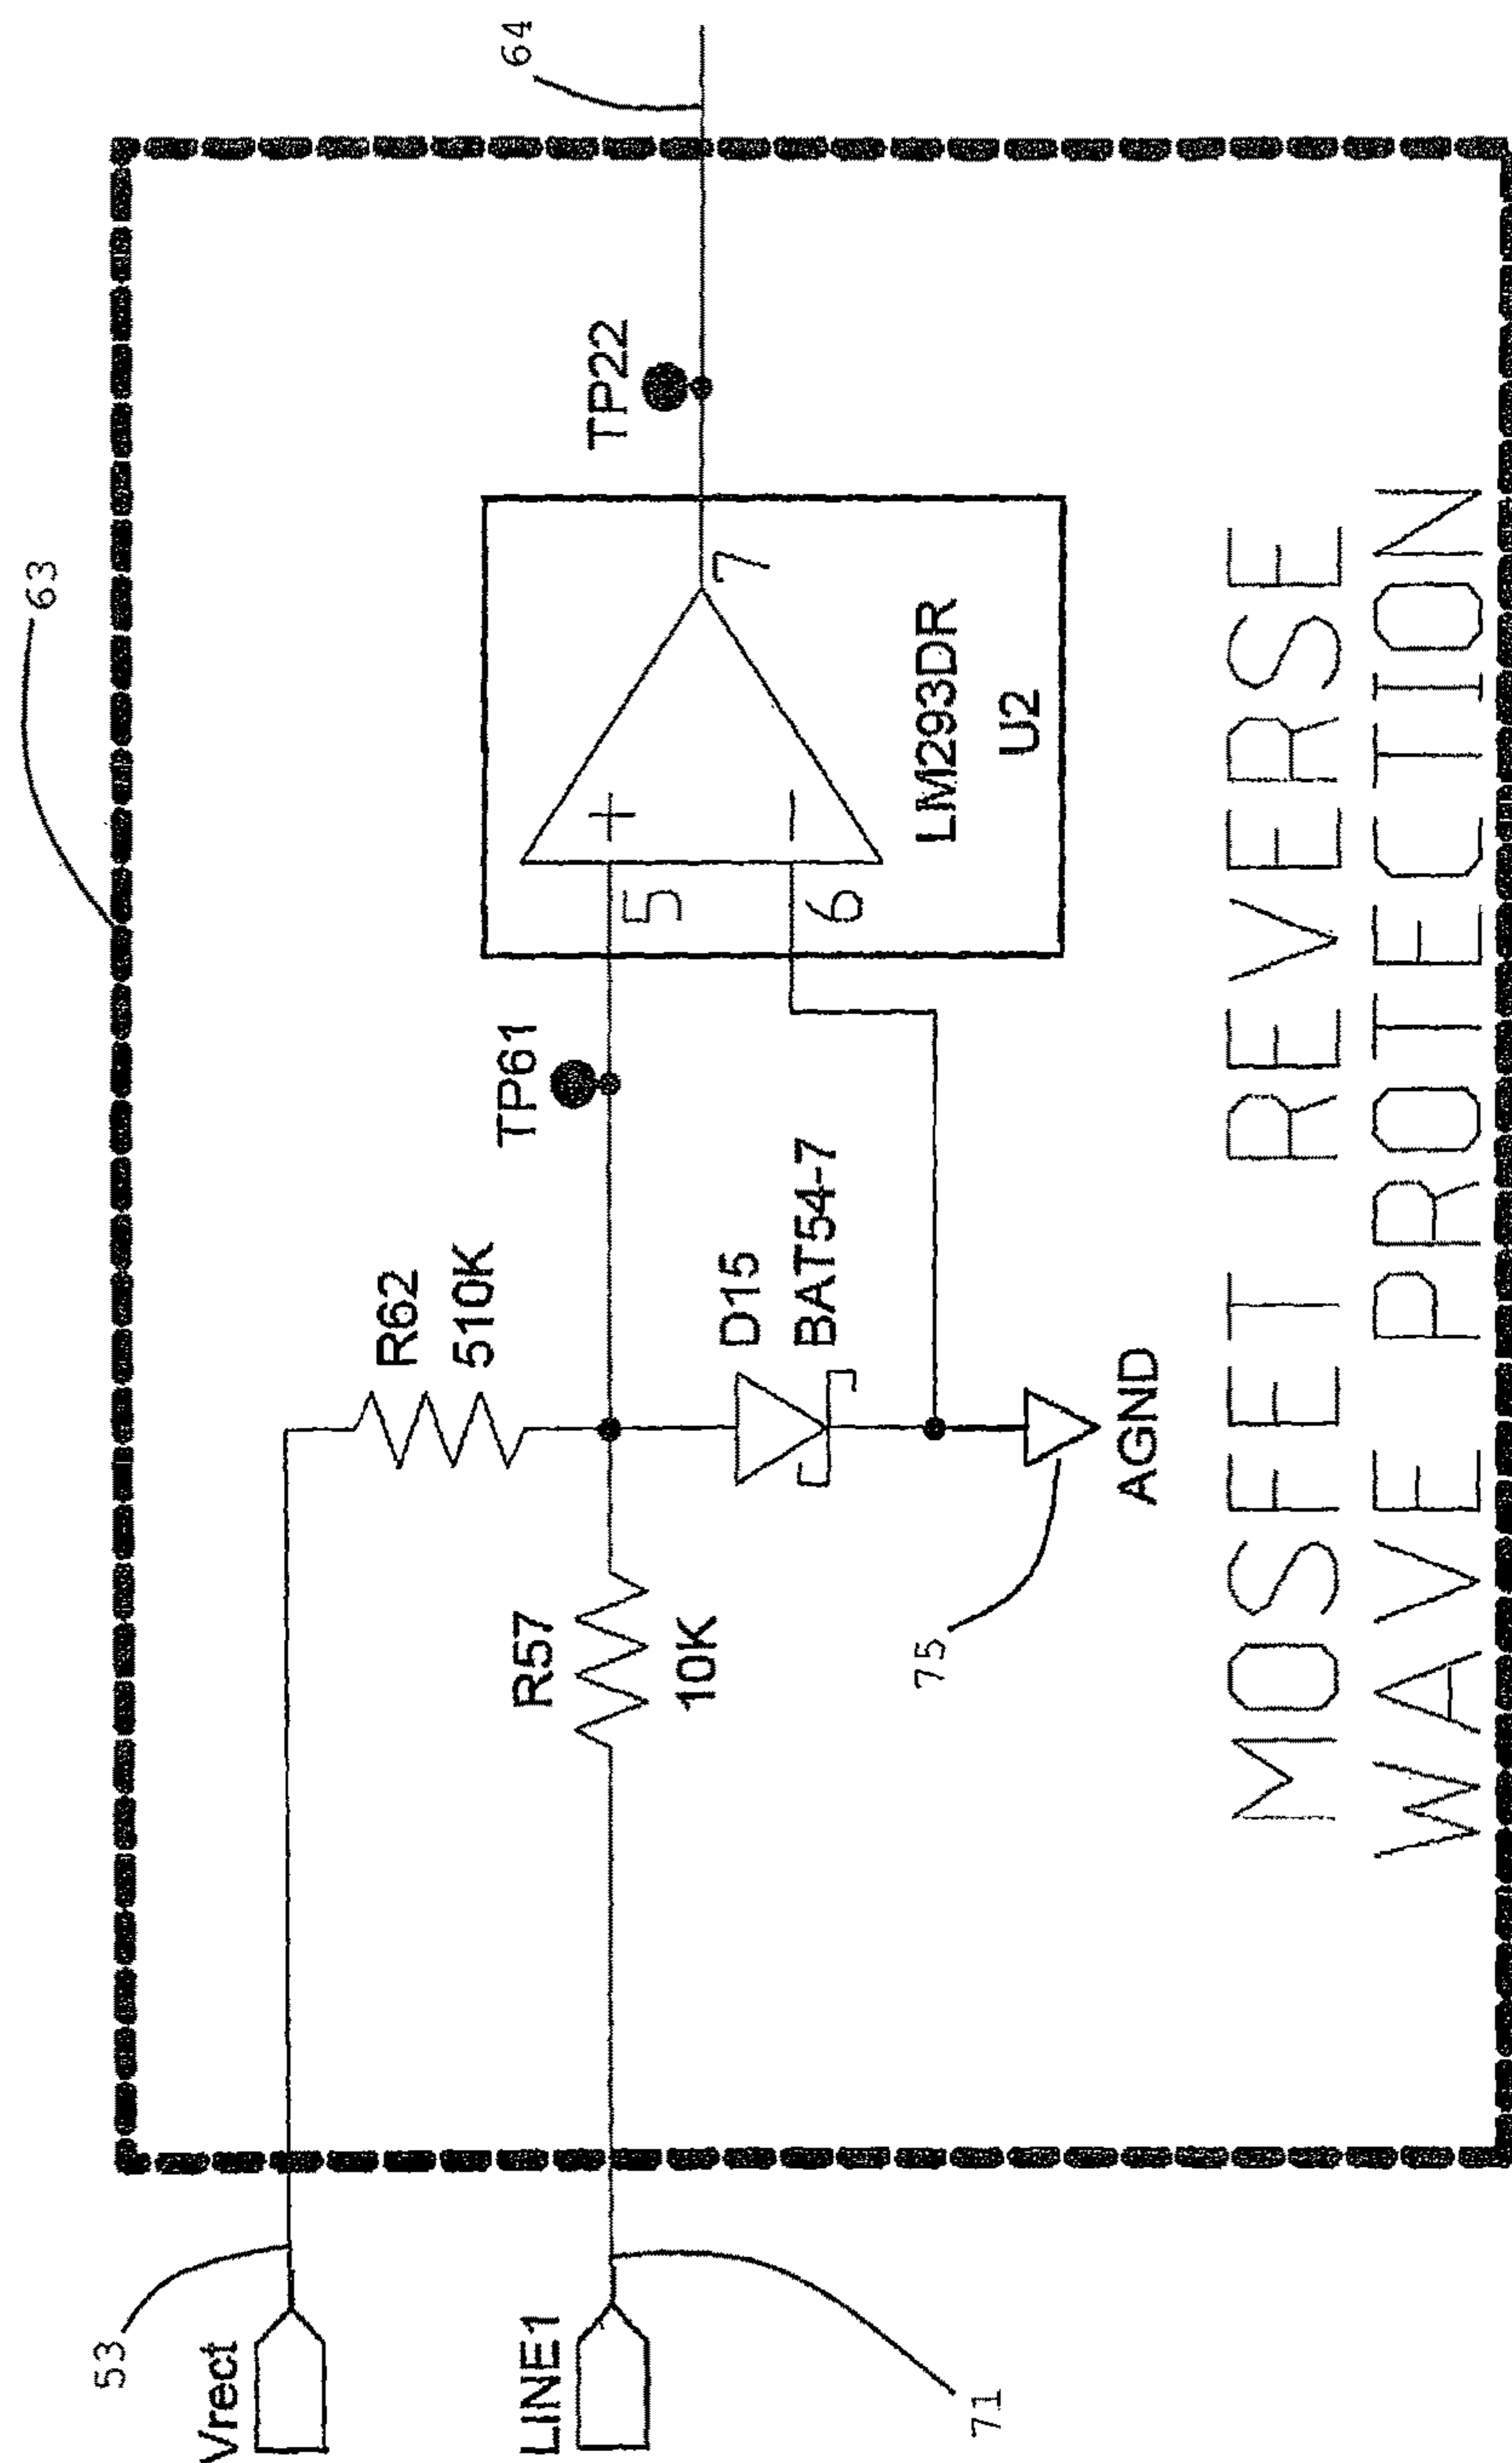 63
64
53
Vrect
R62
510K
TP61
TP22
LINE1
71
R57
10K
D15
BAT54-7
5
+
6
−
7
LM293DR
U2
75
AGND
MOSFET REVERSE
WAVE PROTECTION